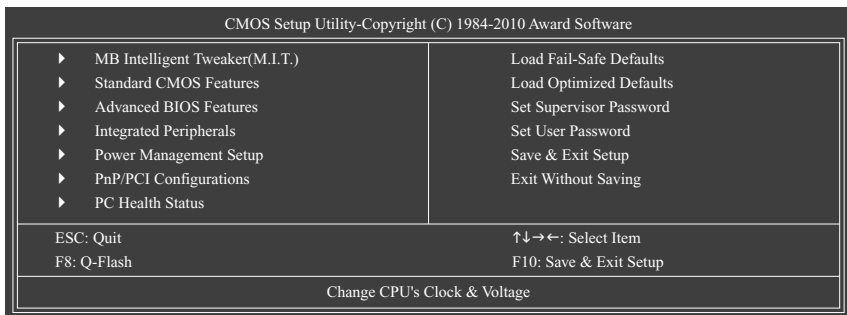 CMOS Setup Utility-Copyright (C) 1984-2010 Award Software
MB Intelligent Tweaker(M.I.T.)
Standard CMOS Features
Advanced BIOS Features
Integrated Peripherals
Power Management Setup
PnP/PCI Configurations
PC Health Status
Load Fail-Safe Defaults
Load Optimized Defaults
Set Supervisor Password
Set User Password
Save & Exit Setup
Exit Without Saving
ESC: Quit
F8: Q-Flash
↑↓→←: Select Item
F10: Save & Exit Setup
Change CPU's Clock & Voltage